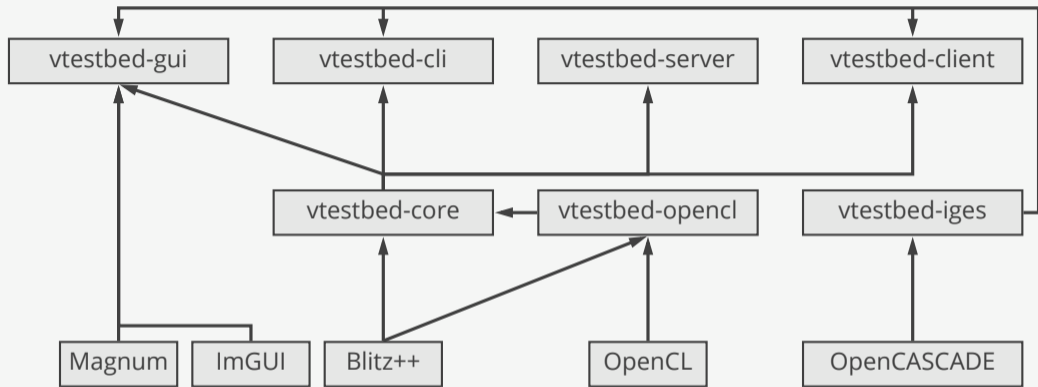 vtestbed-gui
vtestbed-cli
vtestbed-server
vtestbed-client
vtestbed-core
vtestbed-opencl
vtestbed-iges
Magnum
ImGUI
Blitz++
OpenCL
OpenCASCADE